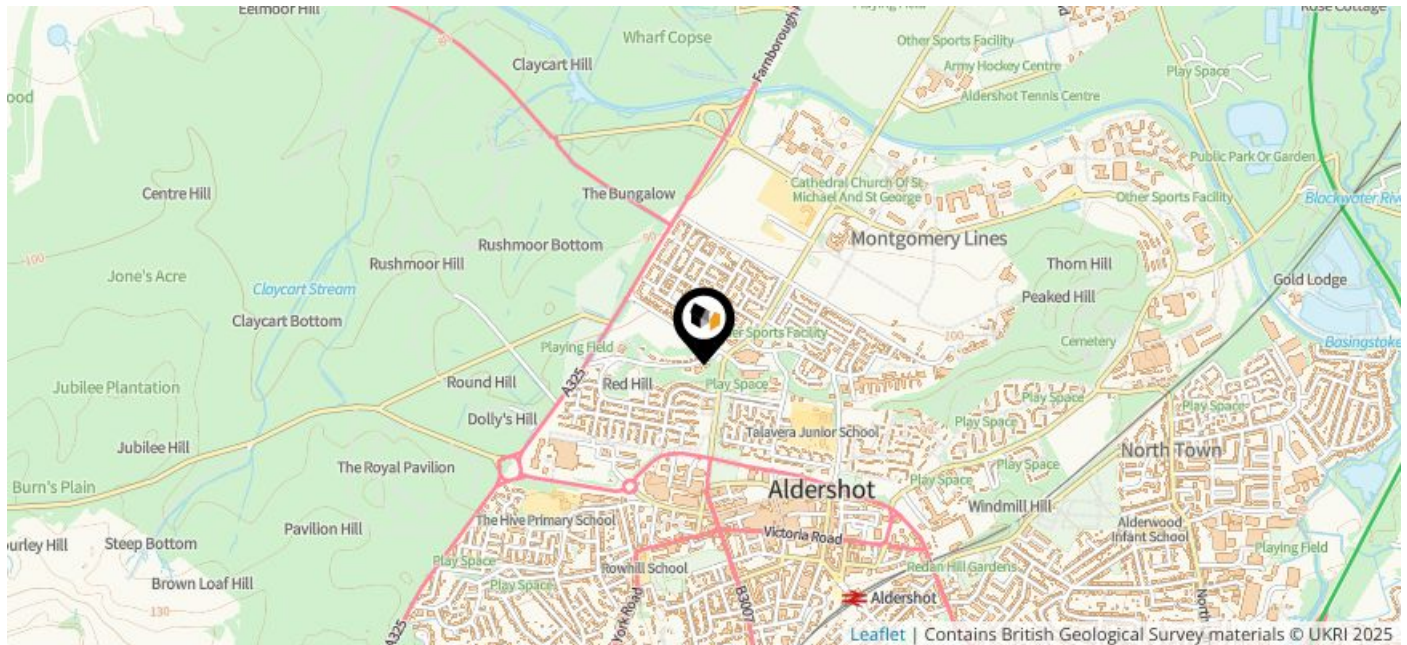 Eelmoor Hill
Wharf Copse
Playing Field
Rose Cottage
Claycart Hill
Farnborough
Other Sports Facility
Army Hockey Centre
Play Space
Aldershot Tennis Centre
ood
Public Park Or Garden
Centre Hill
The Bungalow
Cathedral Church Of St
Michael And St George
Other Sports Facility
Blackwater Rive
Rushmoor Bottom
90
Montgomery Lines
100
Rushmoor Hill
Thorn Hill
Jone's Acre
Gold Lodge
Claycart Stream
Peaked Hill
Claycart Bottom
her Sports Facility
100
Playing Field
Cemetery
Basingstoke
Jubilee Plantation
Round Hill
A325
Red Hill
Play Space
Play Space
Dolly's Hill
Play Space
Jubilee Hill
Talavera Junior School
North Town
The Royal Pavilion
Play Space
Burn's Plain
Aldershot
Play Space
Windmill Hill
Pavilion Hill
The Hive Primary School
Alderwood
Infant School
Steep Bottom
ourley Hill
Victoria Road
Playing Field
Play Space
Rowhill School
Redan Hill Gardens
Brown Loaf Hill
Play Space
130
York Road
B3007
Aldershot
North
A325
Leaflet | Contains British Geological Survey materials © UKRI 2025